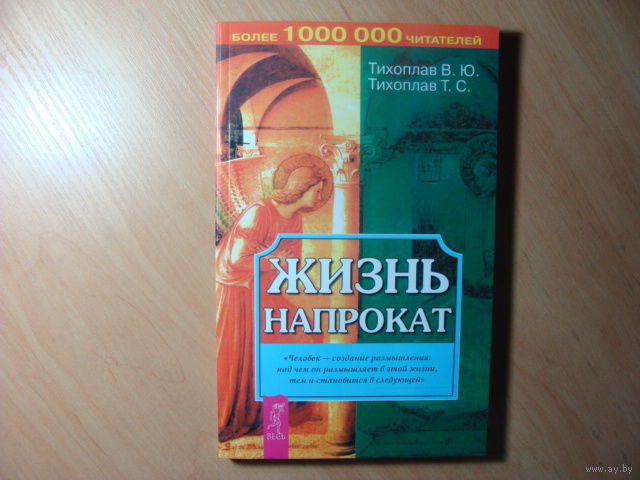 БОЛЕЕ 1000 000 ЧИТАТЕЛЕЙ
Тихоплав В. Ю.
Тихоплав Т. С.
ЖИЗНЬ
НАПРОКАТ
«Человек — создание размышления:
над чем он размышляет в этой жизни,
тем и становится в следующей»
ВЕСЬ
www.ay.by